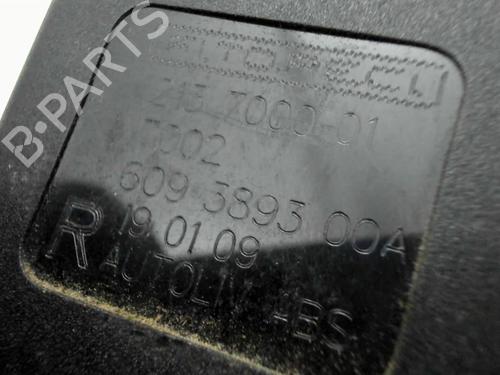 B-PARTS
213 7000-01
7002
609 3893 00A
19.01.09
R AUTOLIV